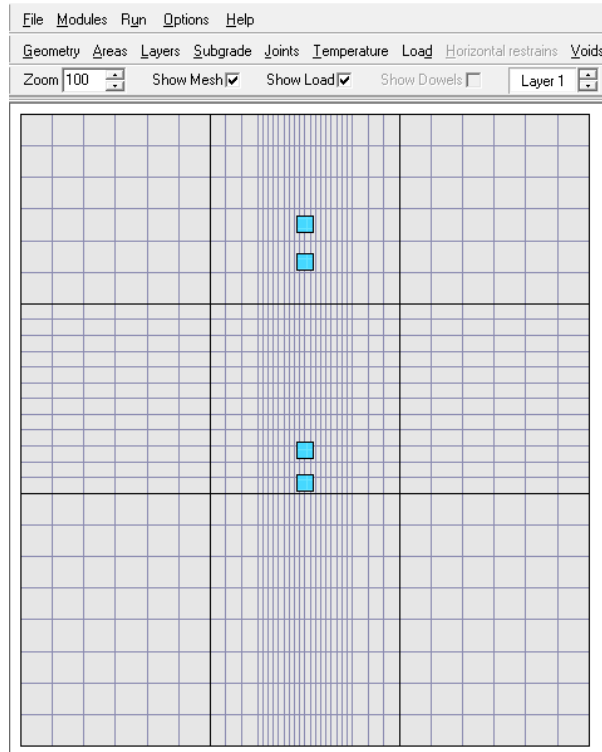 File Modules Run Options Help
Geometry Areas Layers Subgrade Joints Temperature Load Horizontal restrains Voids
Zoom 100 Show Mesh Show Load Show Dowels Layer 1